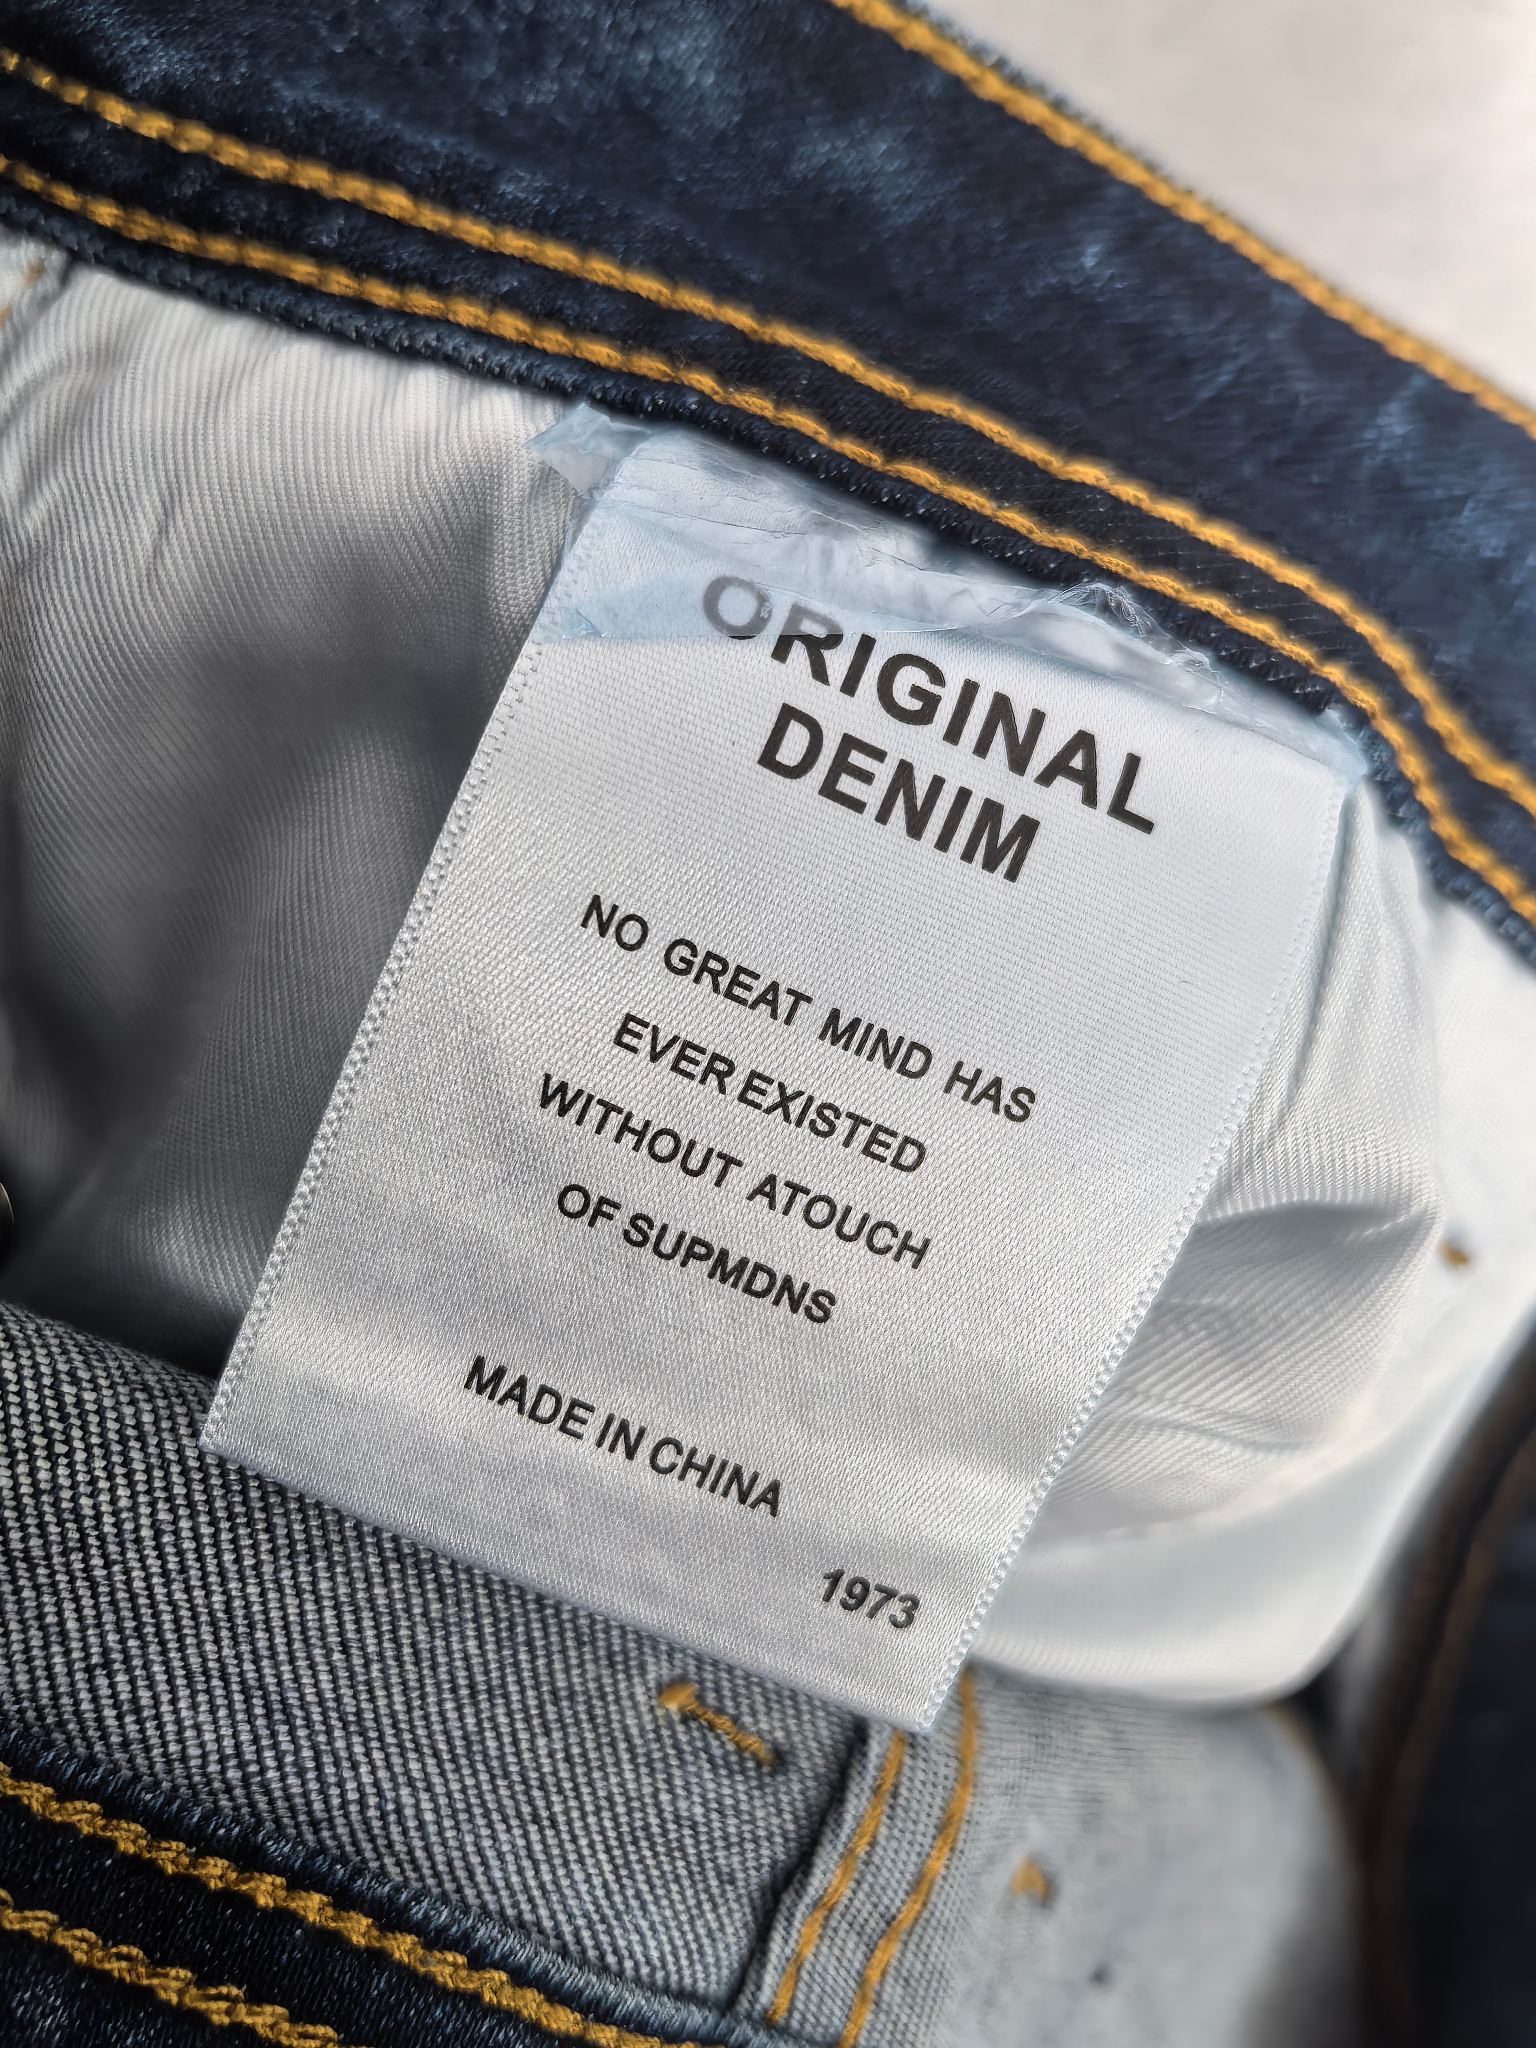 ORIGINAL
DENIM
NO GREAT MIND HAS
EVER EXISTED
WITHOUT ATOUCH
OF SUPMDNS
MADE IN CHINA
1973